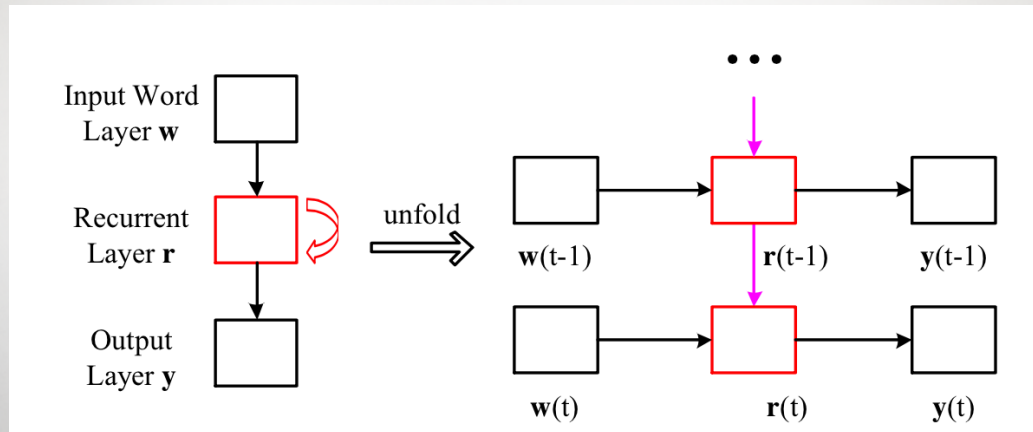 Input Word
Layer w
Recurrent
Layer r
Output
Layer y
unfold
...
w(t-1)
r(t-1)
y(t-1)
w(t)
r(t)
y(t)